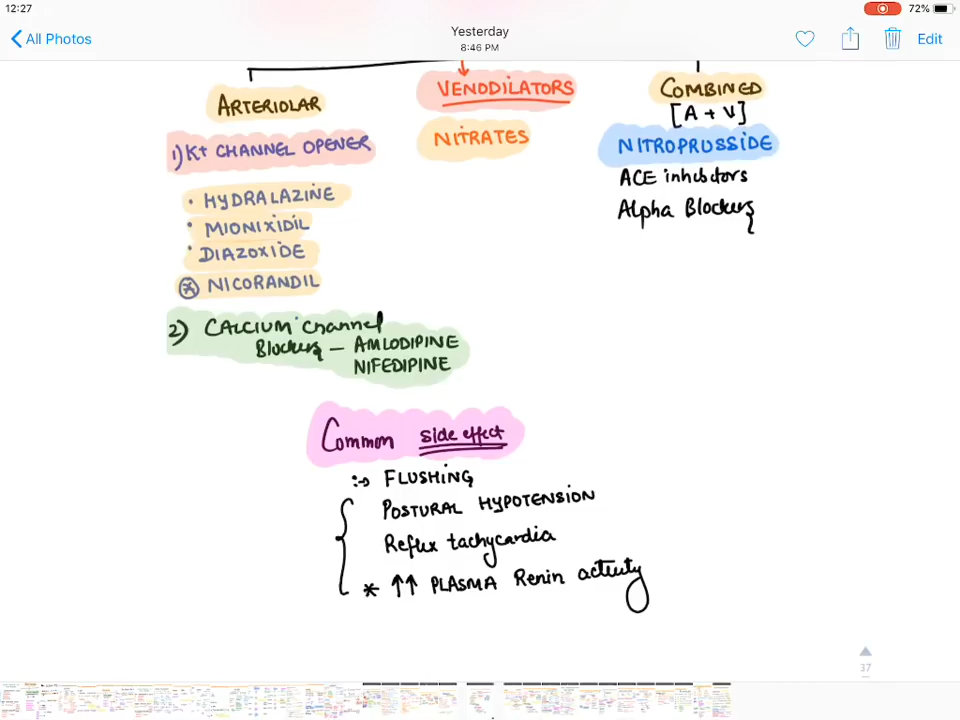 12:27
72%
All Photos
Yesterday
8:46 PM
Edit
ARTERIOLAR
1) K+ CHANNEL OPENER
• HYDRALAZINE
• MIONIXIDIL
• DIAZOXIDE
* NICORANDIL
2) CALCIUM Channel
Blockers – AMLODIPINE
NIFEDIPINE
VENODILATORS
NITRATES
COMBINED
[A + V]
NITROPRUSSIDE
ACE inhibitors
Alpha Blockers
Common side effect
:→ FLUSHING
POSTURAL HYPOTENSION
Reflux tachycardia
* ↑↑ PLASMA Renin activity
37